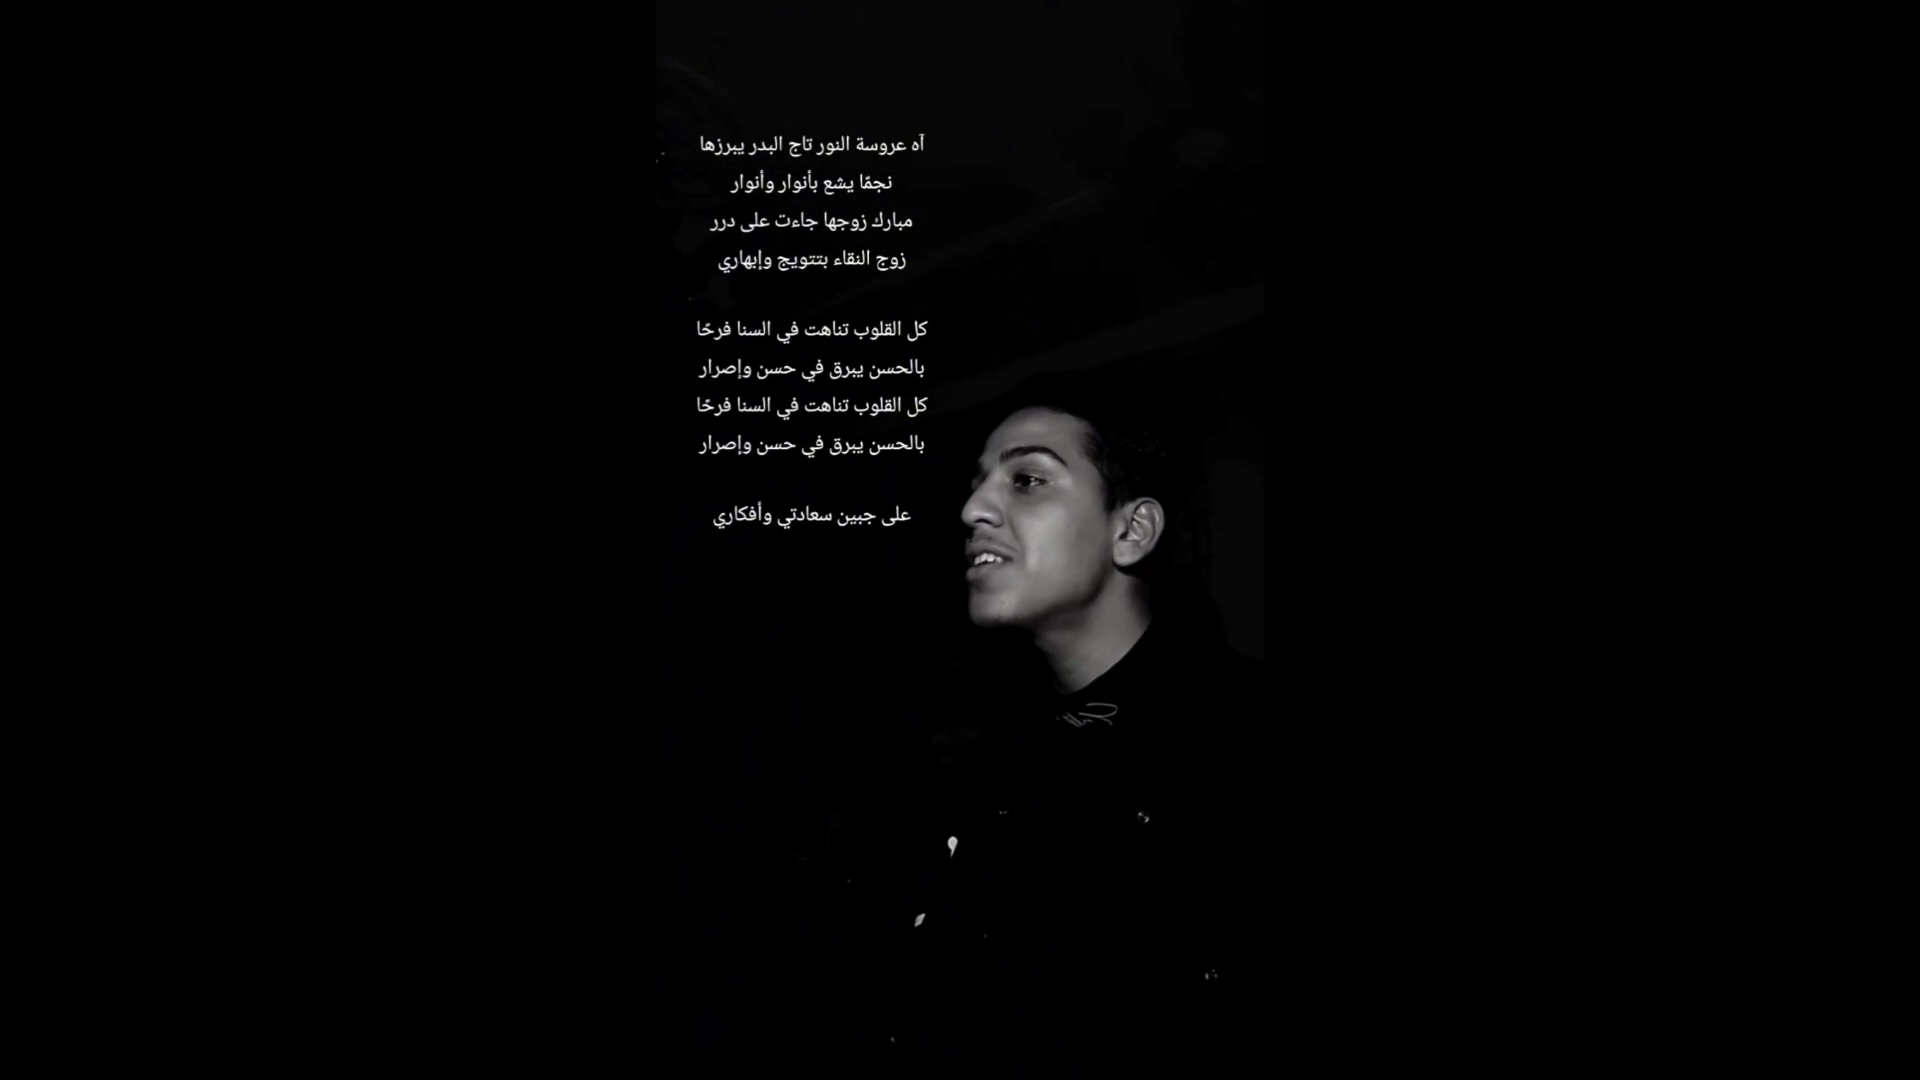 آه عروسة النور تاج البدر يبرزها
نجمًا يشع بأنوار وأنوار
مبارك زوجها جاءت على درر
زوج النقاء بتتويج وإبهاري
كل القلوب تناهت في السنا فرحًا
بالحسن يبرق في حسن وإصرار
كل القلوب تناهت في السنا فرحًا
بالحسن يبرق في حسن وإصرار
على جبين سعادتي وأفكاري